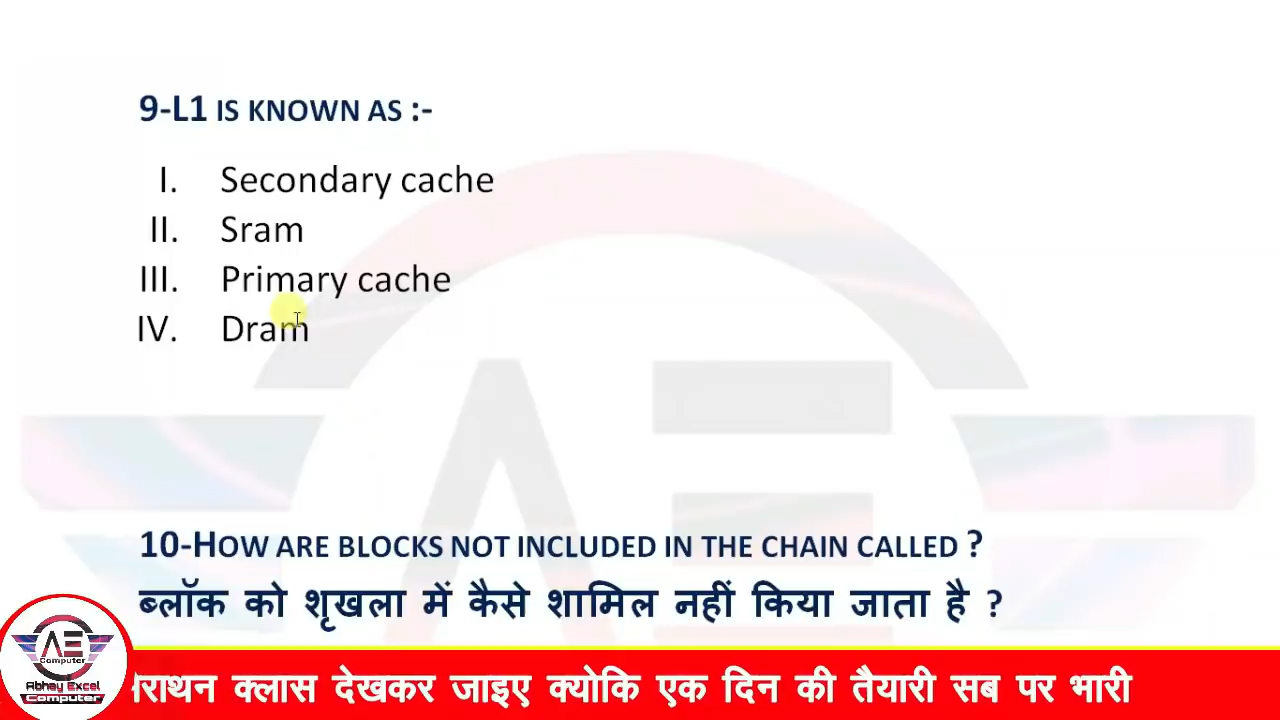 9-L1 IS KNOWN AS :-
I. Secondary cache
II. Sram
III. Primary cache
IV. Dram
10-HOW ARE BLOCKS NOT INCLUDED IN THE CHAIN CALLED ?
ब्लॉक को शृखला में कैसे शामिल नहीं किया जाता है ?
AE
Computer
Abhay Excel
Computer
क्लास देखकर जाइए क्योकि एक दिन की तैयारी सब पर भारी